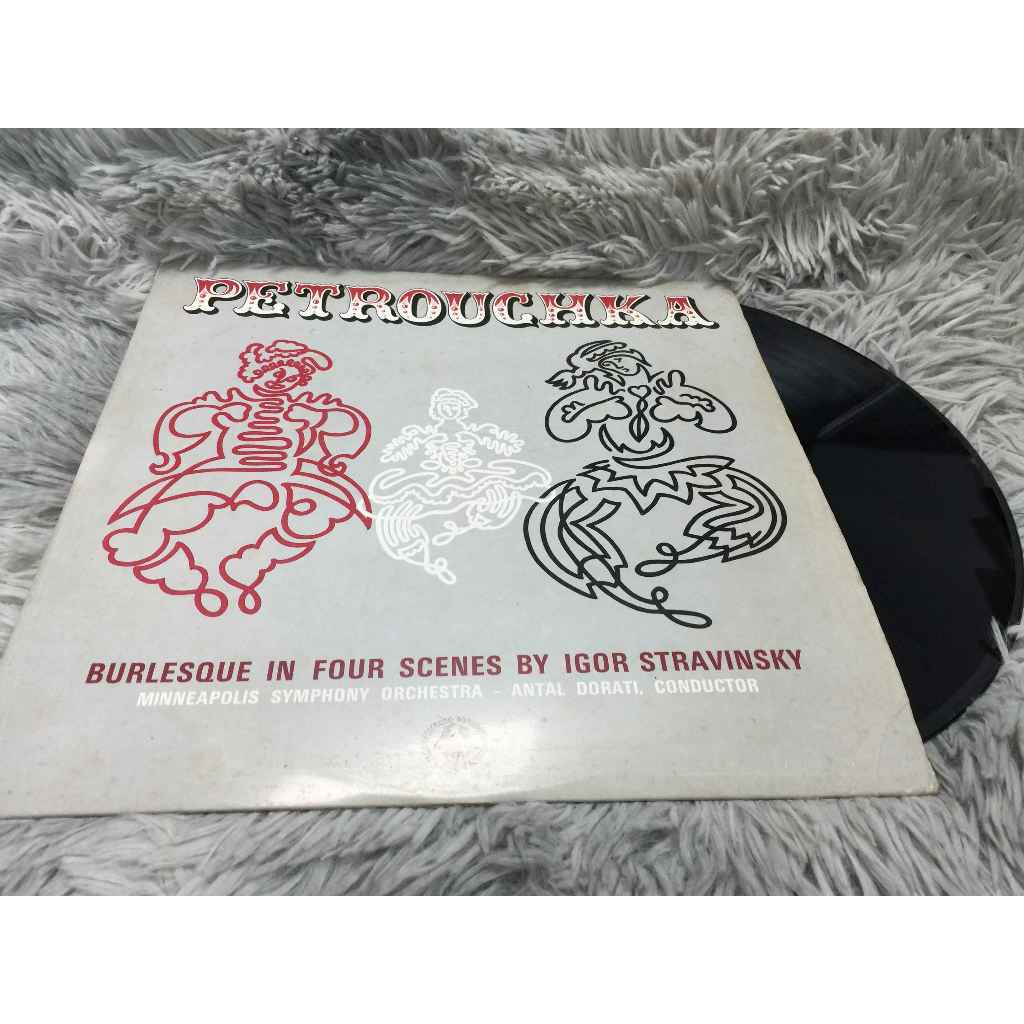 PETROUCHKA
BURLESQUE IN FOUR SCENES BY IGOR STRAVINSKY
MINNEAPOLIS SYMPHONY ORCHESTRA - ANTAL DORATI, CONDUCTOR